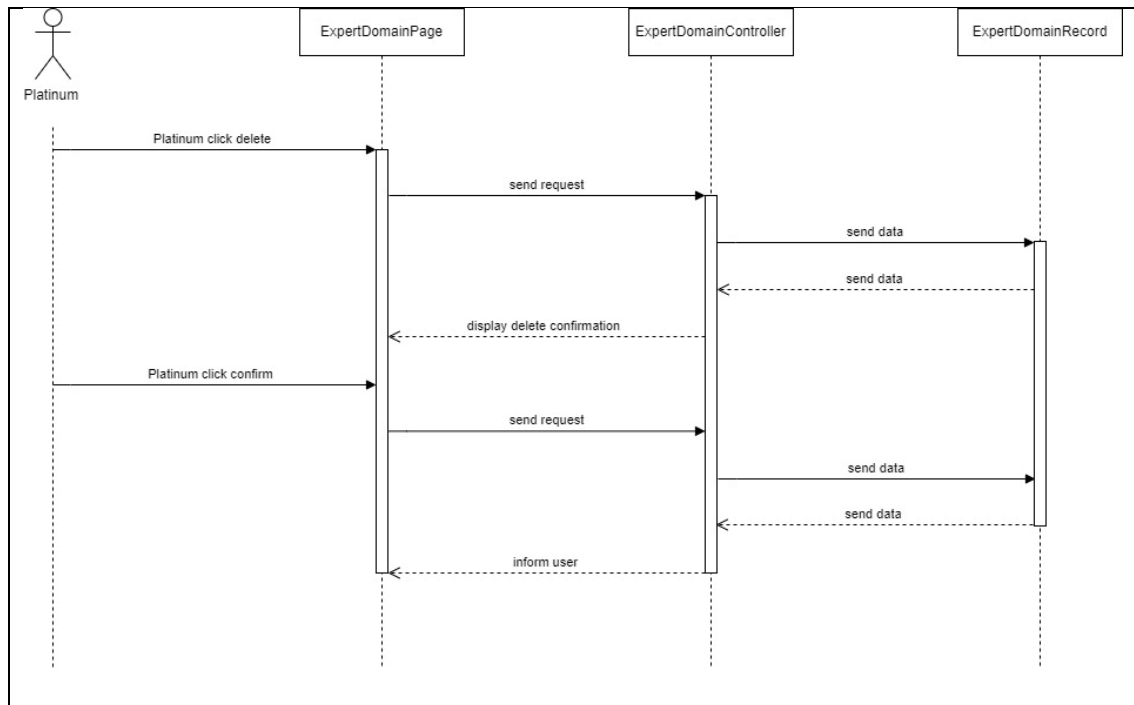 ExpertDomainPage
ExpertDomainController
ExpertDomainRecord
Platinum
Platinum click delete
send request
send data
send data
display delete confirmation
Platinum click confirm
send request
send data
send data
inform user